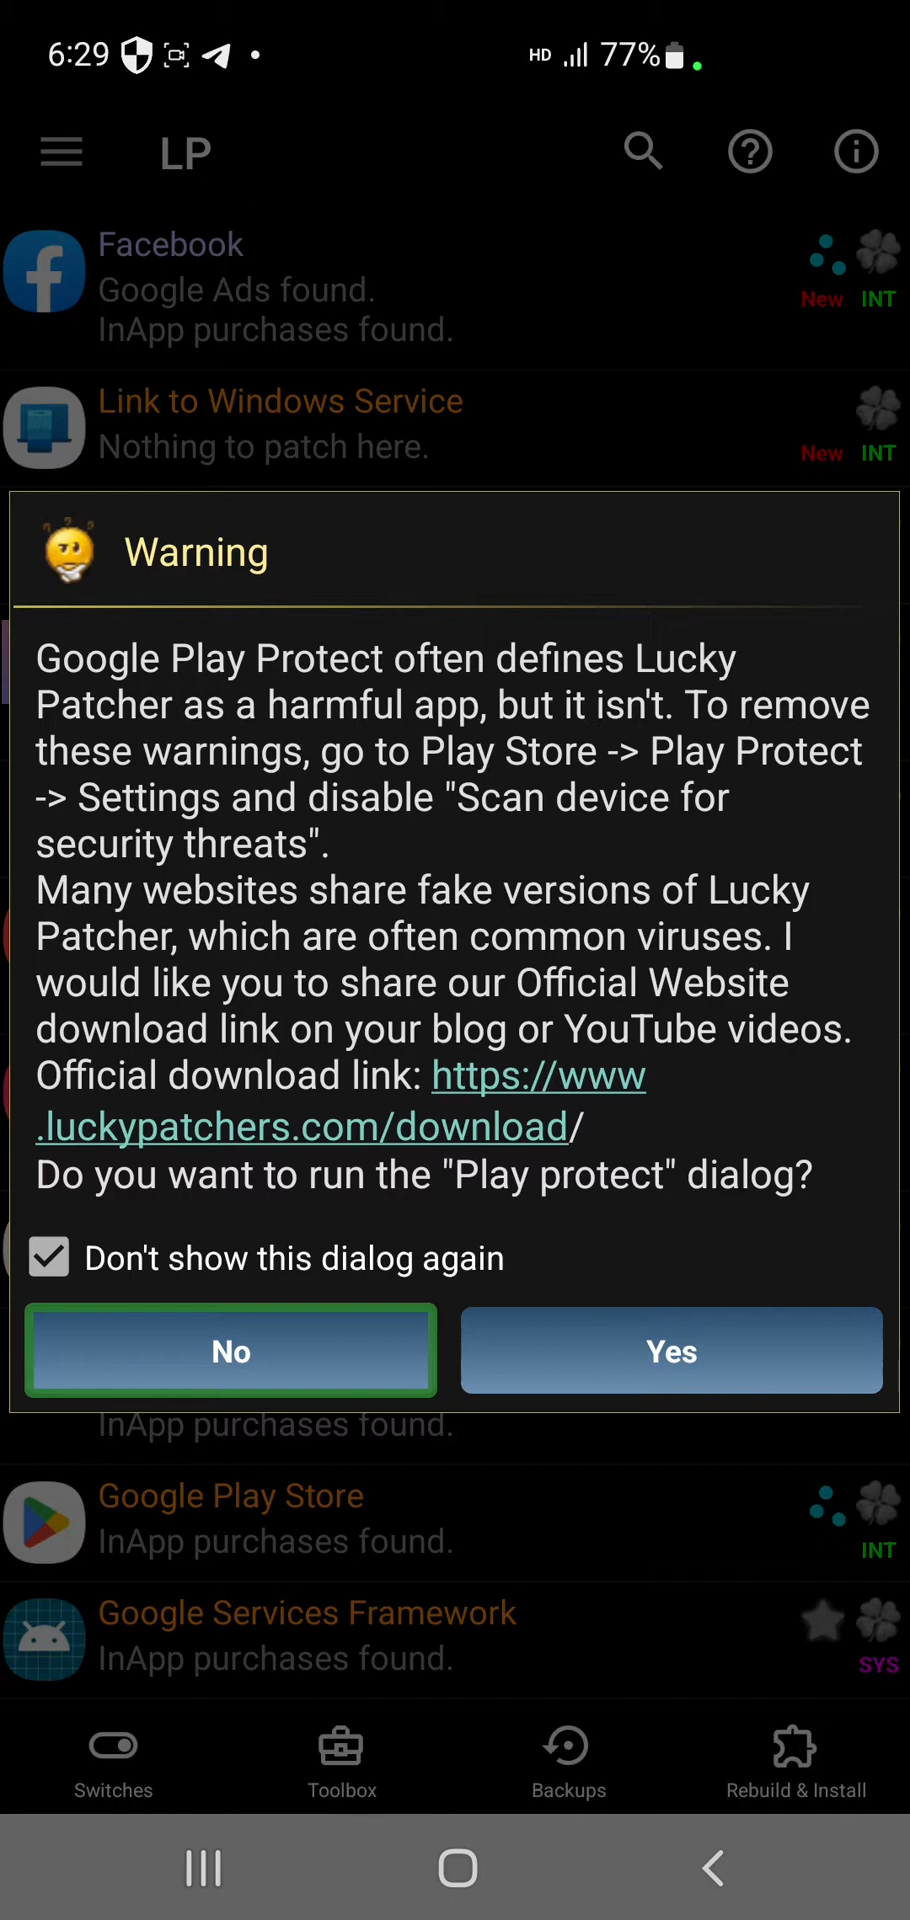 6:29
HD 77%
LP
Facebook
Google Ads found.
InApp purchases found.
New INT
Link to Windows Service
Nothing to patch here.
New INT
Warning
Google Play Protect often defines Lucky
Patcher as a harmful app, but it isn't. To remove
these warnings, go to Play Store -> Play Protect
-> Settings and disable "Scan device for
security threats".
Many websites share fake versions of Lucky
Patcher, which are often common viruses. I
would like you to share our Official Website
download link on your blog or YouTube videos.
Official download link: https://www
.luckypatchers.com/download/
Do you want to run the "Play protect" dialog?
Don't show this dialog again
No
Yes
InApp purchases found.
Google Play Store
InApp purchases found.
INT
Google Services Framework
InApp purchases found.
SYS
Switches
Toolbox
Backups
Rebuild & Install